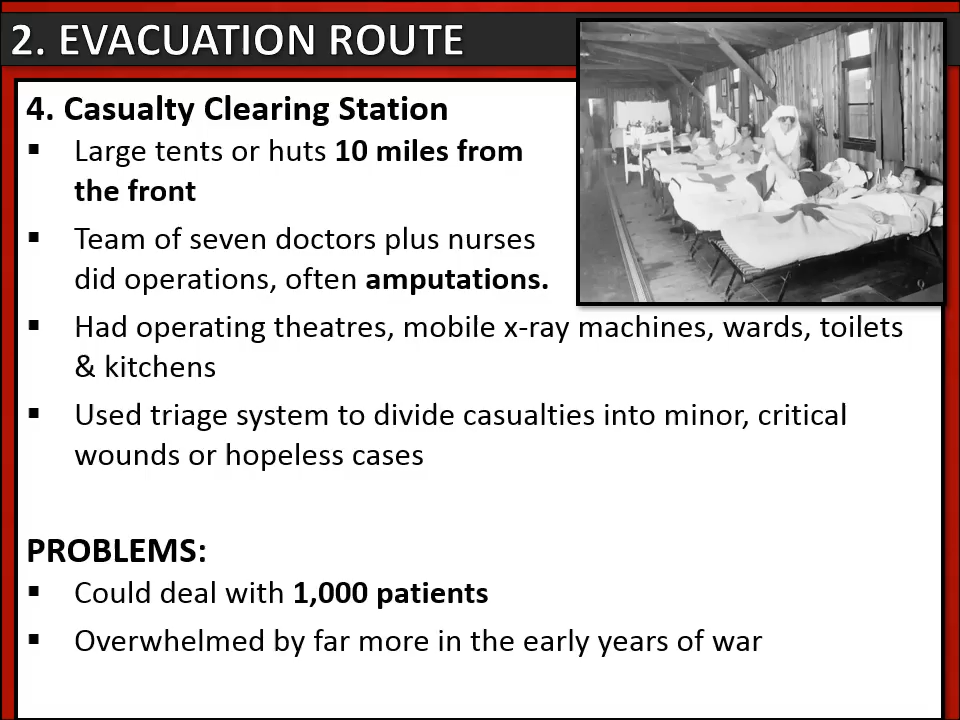 2. EVACUATION ROUTE
4. Casualty Clearing Station
▪ Large tents or huts 10 miles from
the front
▪ Team of seven doctors plus nurses
did operations, often amputations.
▪ Had operating theatres, mobile x-ray machines, wards, toilets
& kitchens
▪ Used triage system to divide casualties into minor, critical
wounds or hopeless cases
PROBLEMS:
▪ Could deal with 1,000 patients
▪ Overwhelmed by far more in the early years of war